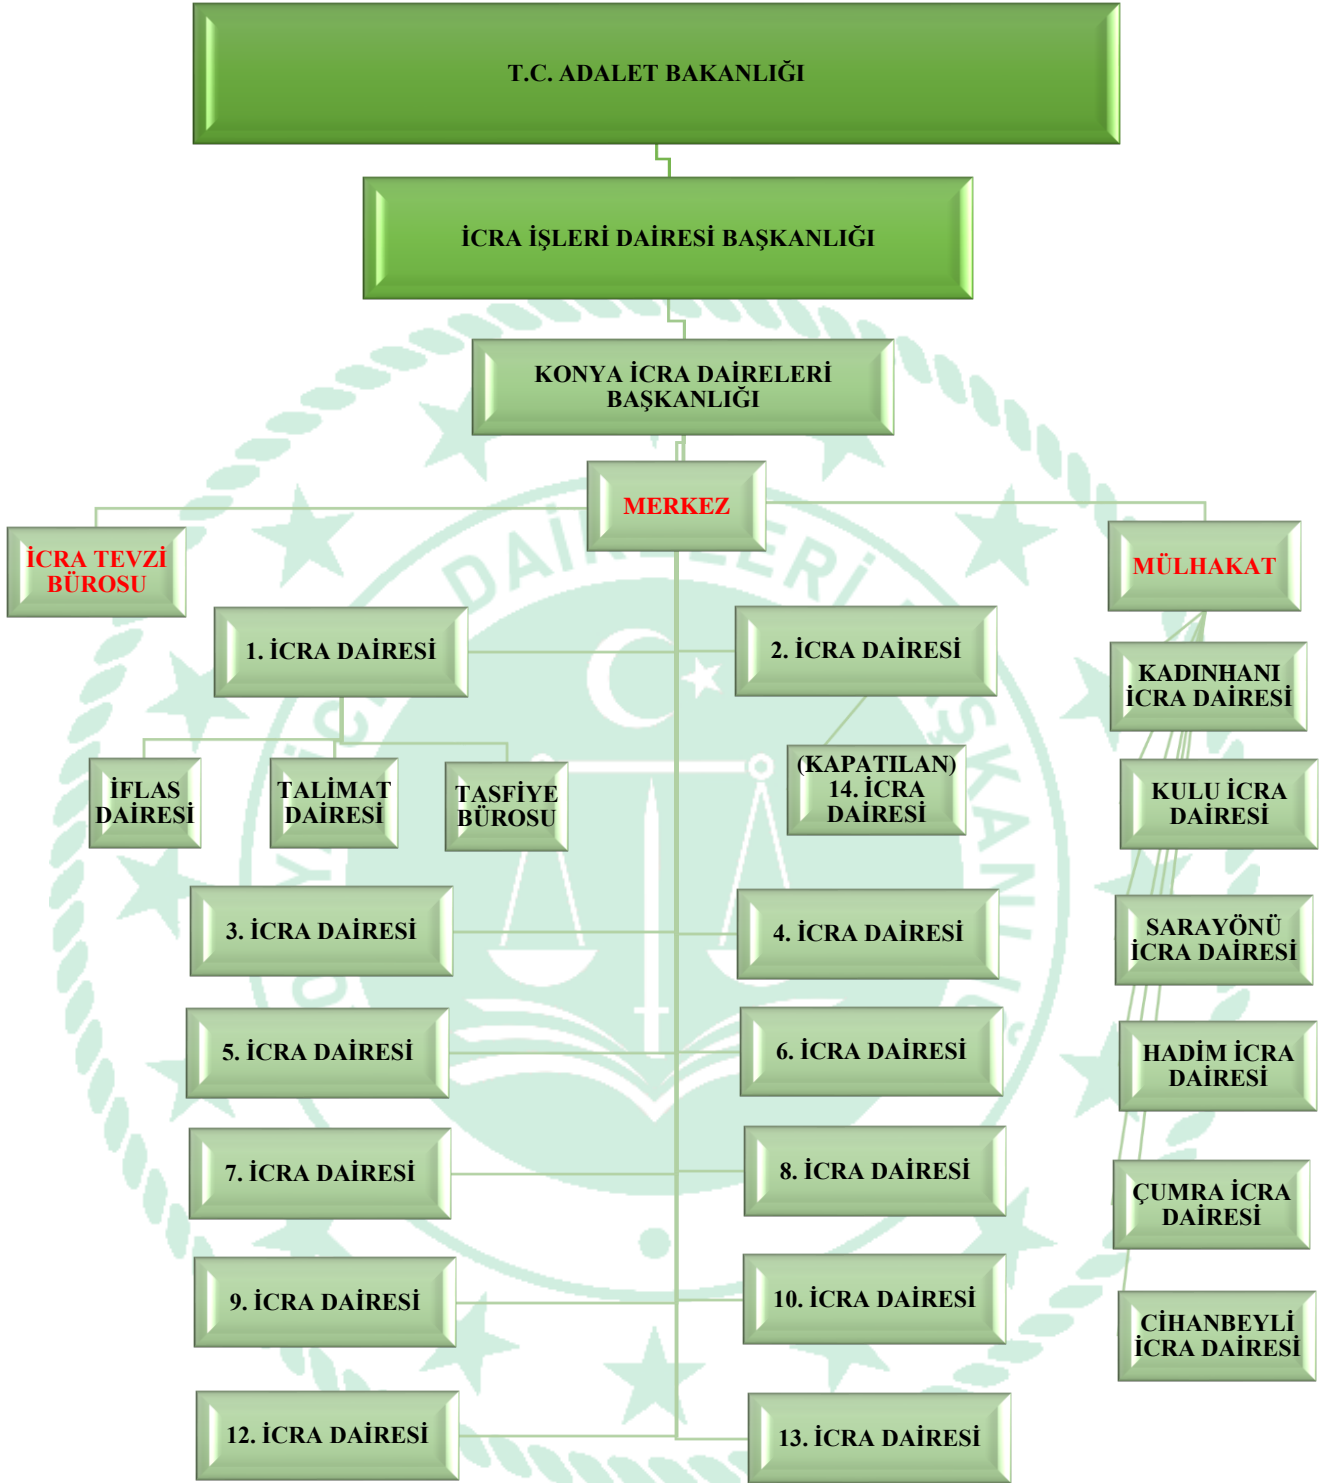 T.C. ADALET BAKANLIĞI
İCRA İŞLERİ DAİRESİ BAŞKANLIĞI
KONYA İCRA DAİRELERİ
BAŞKANLIĞI
MERKEZ
İCRA TEVZİ
BÜROSU
MÜLHAKAT
1. İCRA DAİRESİ
2. İCRA DAİRESİ
KADINHANI
İCRA DAİRESİ
İFLAS
DAİRESİ
TALİMAT
DAİRESİ
TASFİYE
BÜROSU
(KAPATILAN)
14. İCRA
DAİRESİ
KULU İCRA
DAİRESİ
3. İCRA DAİRESİ
4. İCRA DAİRESİ
SARAYÖNÜ
İCRA DAİRESİ
5. İCRA DAİRESİ
6. İCRA DAİRESİ
HADİM İCRA
DAİRESİ
7. İCRA DAİRESİ
8. İCRA DAİRESİ
ÇUMRA İCRA
DAİRESİ
9. İCRA DAİRESİ
10. İCRA DAİRESİ
CİHANBEYLİ
İCRA DAİRESİ
12. İCRA DAİRESİ
13. İCRA DAİRESİ